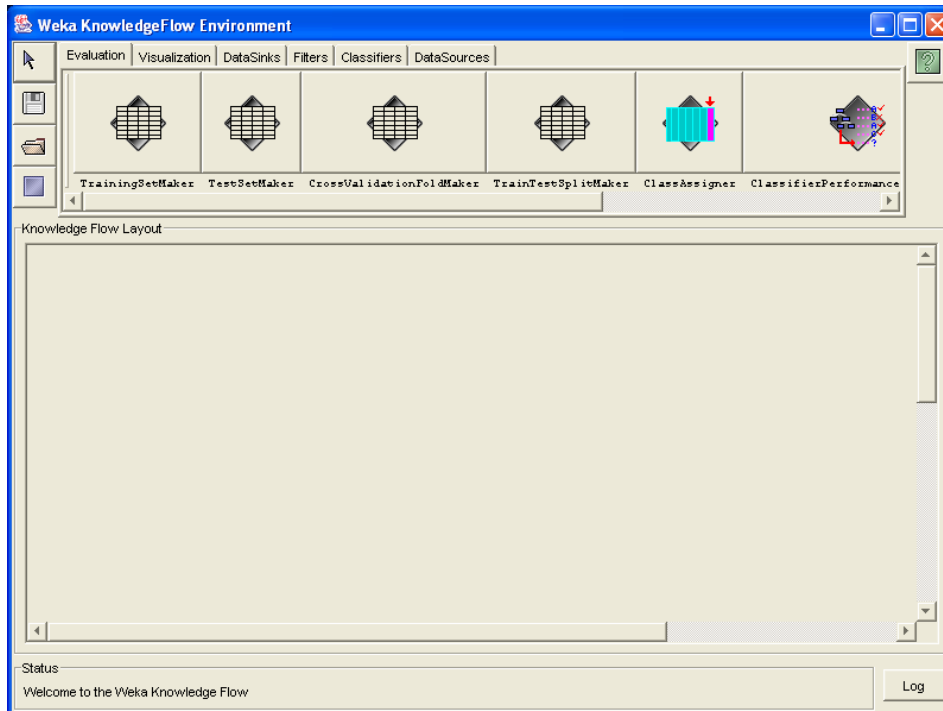 Weka KnowledgeFlow Environment
Evaluation Visualization DataSinks Filters Classifiers DataSources
TrainingSetMaker TestSetMaker CrossValidationFoldMaker TrainTestSplitMaker ClassAssigner ClassifierPerformance
Knowledge Flow Layout
Status
Welcome to the Weka Knowledge Flow
Log